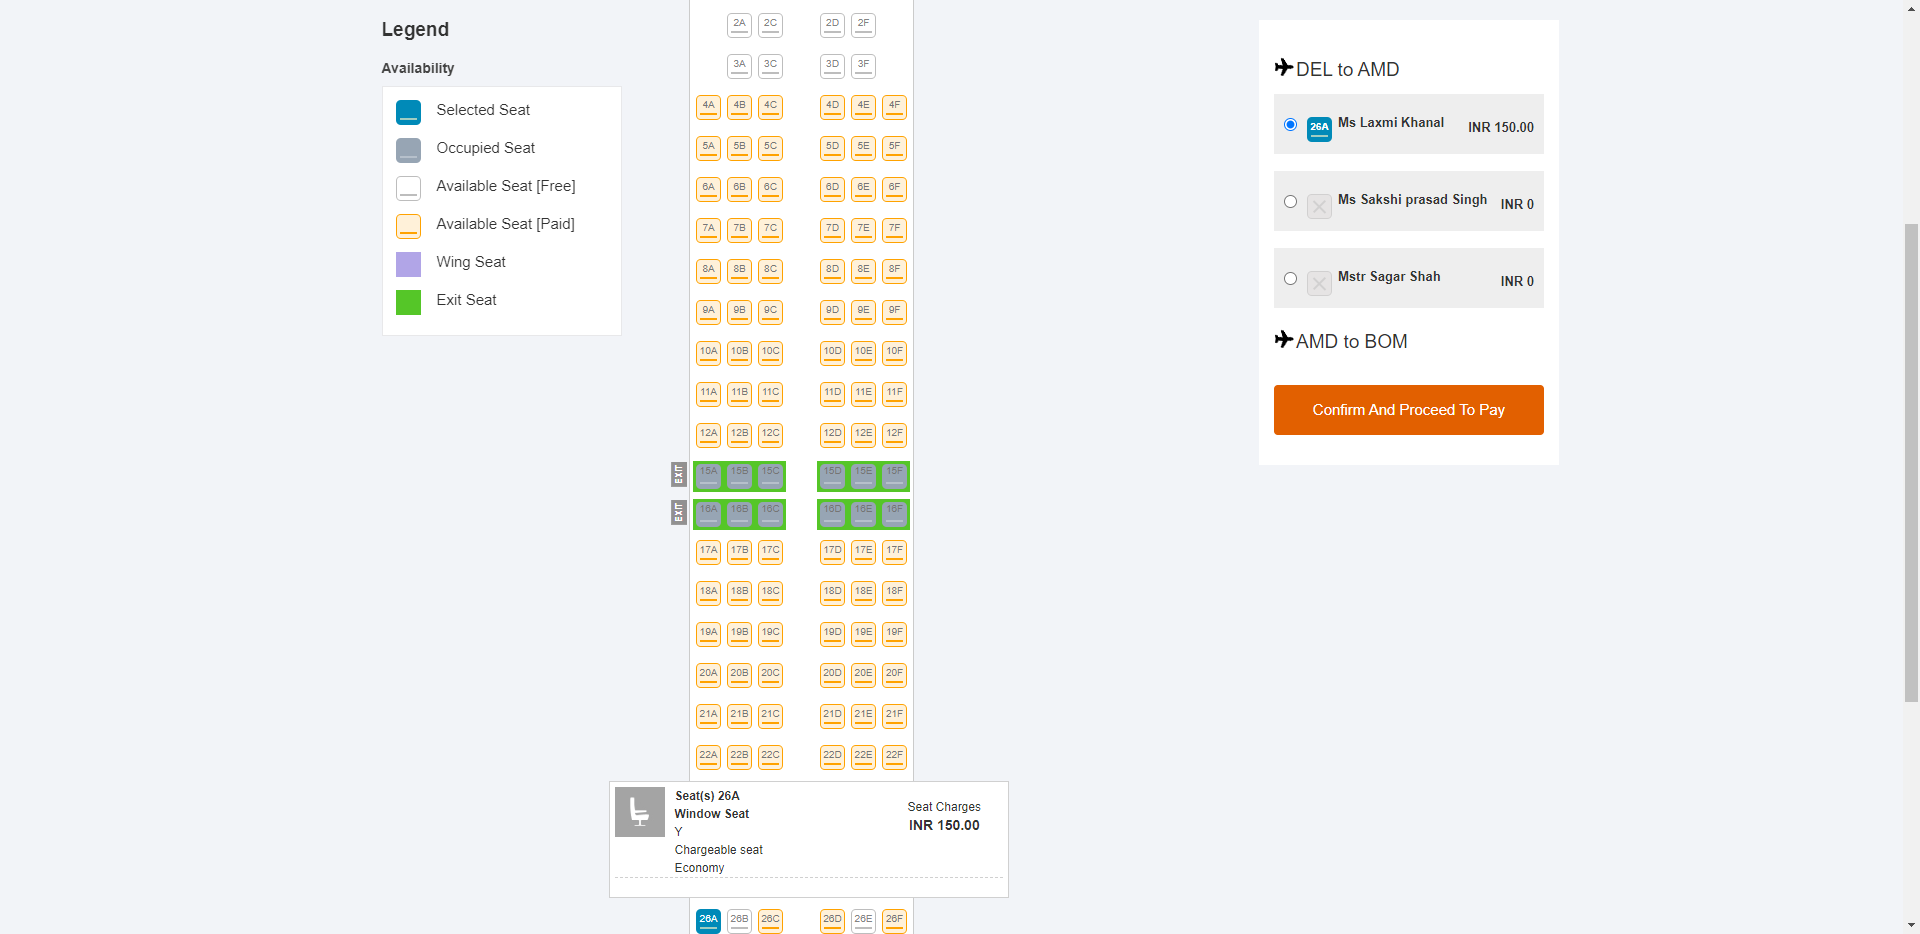 Legend
Availability
Selected Seat
Occupied Seat
Available Seat [Free]
Available Seat [Paid]
Wing Seat
Exit Seat
2A 2C 2D 2F
3A 3C 3D 3F
4A 4B 4C 4D 4E 4F
5A 5B 5C 5D 5E 5F
6A 6B 6C 6D 6E 6F
7A 7B 7C 7D 7E 7F
8A 8B 8C 8D 8E 8F
9A 9B 9C 9D 9E 9F
10A 10B 10C 10D 10E 10F
11A 11B 11C 11D 11E 11F
12A 12B 12C 12D 12E 12F
EXIT 15A 15B 15C 15D 15E 15F
EXIT 16A 16B 16C 16D 16E 16F
17A 17B 17C 17D 17E 17F
18A 18B 18C 18D 18E 18F
19A 19B 19C 19D 19E 19F
20A 20B 20C 20D 20E 20F
21A 21B 21C 21D 21E 21F
22A 22B 22C 22D 22E 22F
Seat(s) 26A
Window Seat
Y
Chargeable seat
Economy
Seat Charges
INR 150.00
26A 26B 26C 26D 26E 26F
DEL to AMD
26A Ms Laxmi Khanal INR 150.00
Ms Sakshi prasad Singh INR 0
Mstr Sagar Shah INR 0
AMD to BOM
Confirm And Proceed To Pay